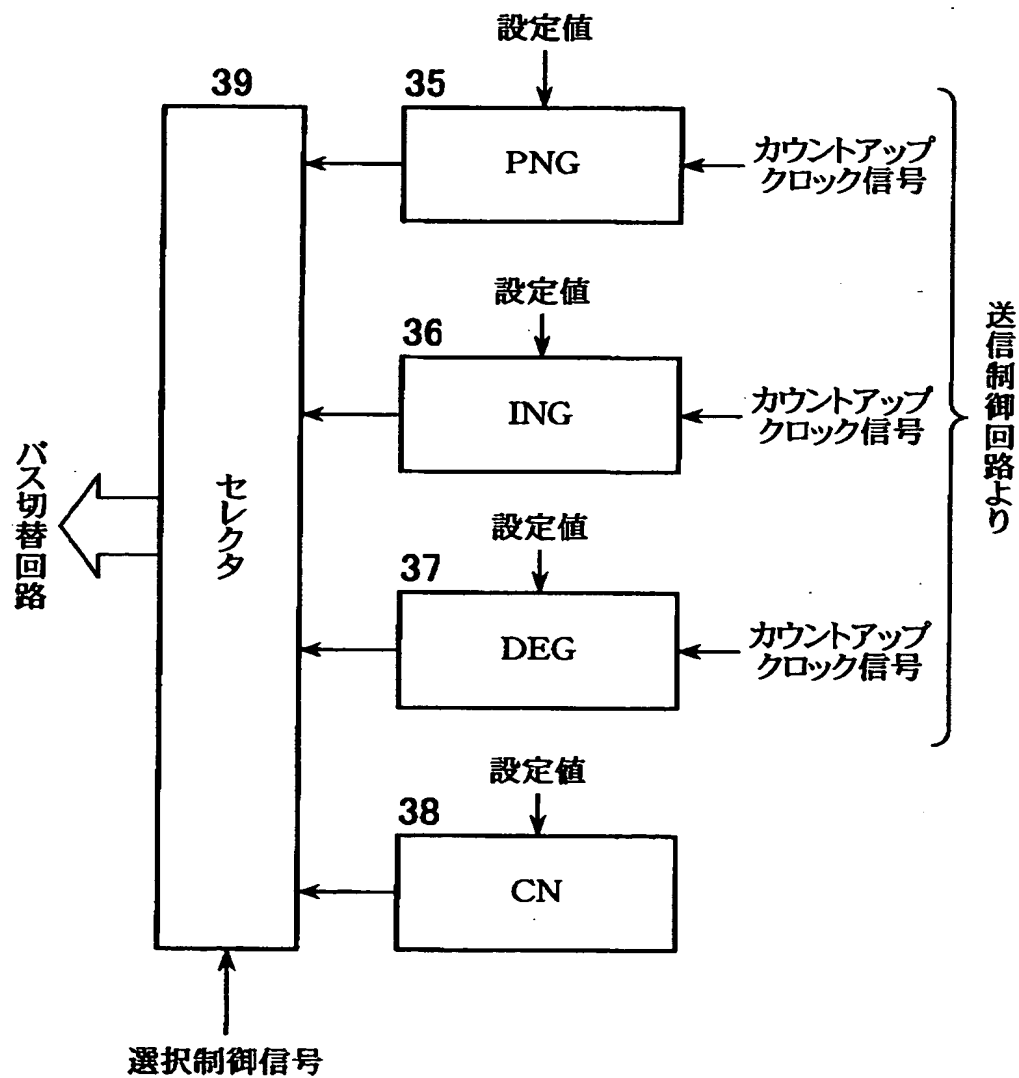 設定値
39
35
PNG
カウントアップ
クロック信号
設定値
36
ING
カウントアップ
クロック信号
送信制御回路より
バス切替回路
セレクタ
設定値
37
DEG
カウントアップ
クロック信号
設定値
38
CN
選択制御信号